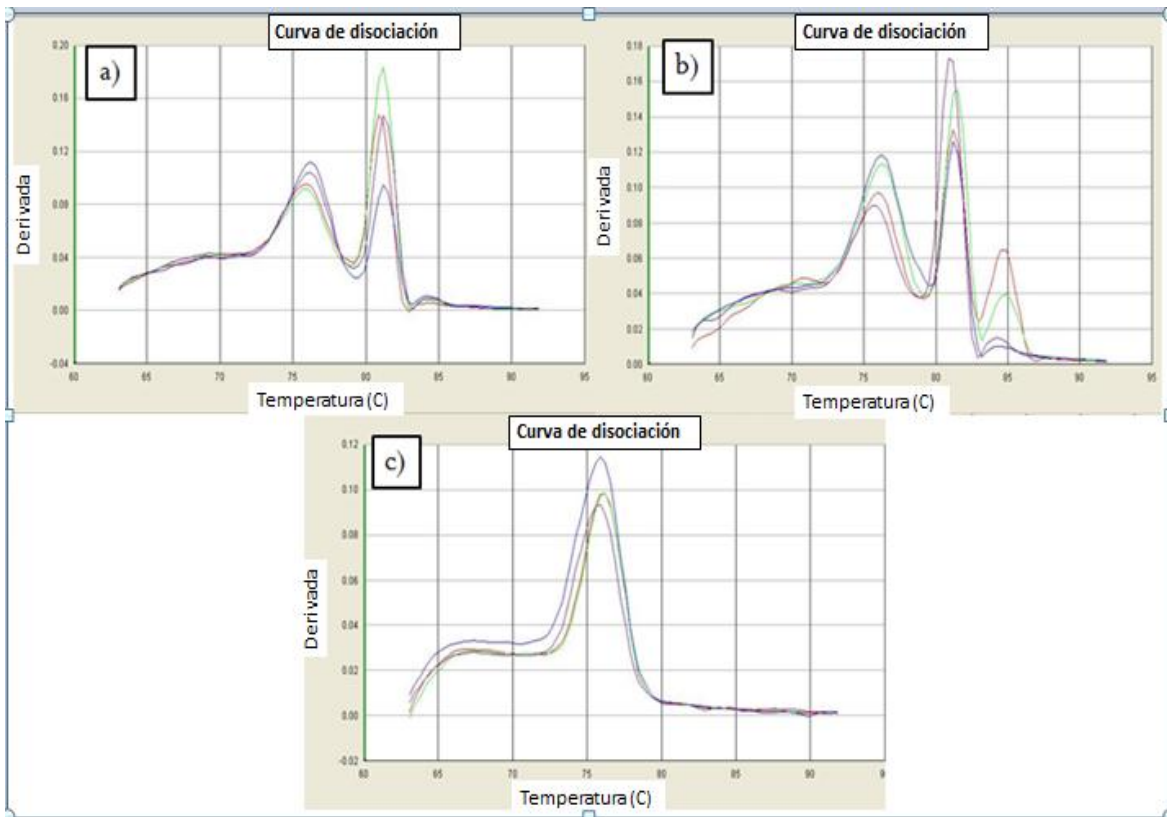 Curva de disociación
a)
0.20
0.16
0.12
0.08
0.04
0.00
-0.04
Derivada
60 65 70 75 80 85 90 95
Temperatura (C)
Curva de disociación
b)
0.18
0.16
0.14
0.12
0.10
0.08
0.06
0.04
0.02
0.00
Derivada
60 65 70 75 80 85 90 95
Temperatura (C)
Curva de disociación
c)
0.12
0.10
0.08
0.06
0.04
0.02
0.00
-0.02
Derivada
60 65 70 75 80 85 90 9
Temperatura (C)